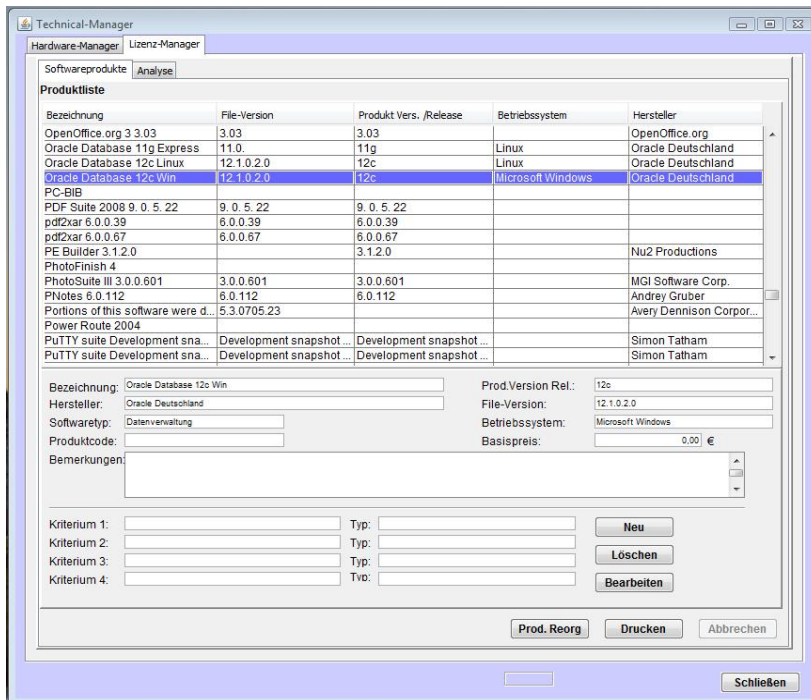 Technical-Manager
Hardware-Manager Lizenz-Manager
Softwareprodukte Analyse
Produktliste
Bezeichnung File-Version Produkt Vers. /Release Betriebssystem Hersteller
OpenOffice.org 3 3.03 3.03 3.03 OpenOffice.org
Oracle Database 11g Express 11.0. 11g Linux Oracle Deutschland
Oracle Database 12c Linux 12.1.0.2.0 12c Linux Oracle Deutschland
Oracle Database 12c Win 12.1.0.2.0 12c Microsoft Windows Oracle Deutschland
PC-BIB
PDF Suite 2008 9. 0. 5. 22 9. 0. 5. 22 9. 0. 5. 22
pdf2xar 6.0.0.39 6.0.0.39 6.0.0.39
pdf2xar 6.0.0.67 6.0.0.67 6.0.0.67
PE Builder 3.1.2.0 3.1.2.0 Nu2 Productions
PhotoFinish 4
PhotoSuite III 3.0.0.601 3.0.0.601 3.0.0.601 MGI Software Corp.
PNotes 6.0.112 6.0.112 6.0.112 Andrey Gruber
Portions of this software were d... 5.3.0705.23 Avery Dennison Corpor...
Power Route 2004
PuTTY suite Development sna... Development snapshot ... Development snapshot ... Simon Tatham
PuTTY suite Development sna... Development snapshot ... Development snapshot ... Simon Tatham
Bezeichnung: Oracle Database 12c Win Prod.Version Rel.: 12c
Hersteller: Oracle Deutschland File-Version: 12.1.0.2.0
Softwaretyp: Datenverwaltung Betriebssystem: Microsoft Windows
Produktcode: Basispreis: 0,00 €
Bemerkungen:
Kriterium 1: Typ: Neu
Kriterium 2: Typ:
Kriterium 3: Typ: Löschen
Kriterium 4: Typ: Bearbeiten
Prod. Reorg Drucken Abbrechen
Schließen